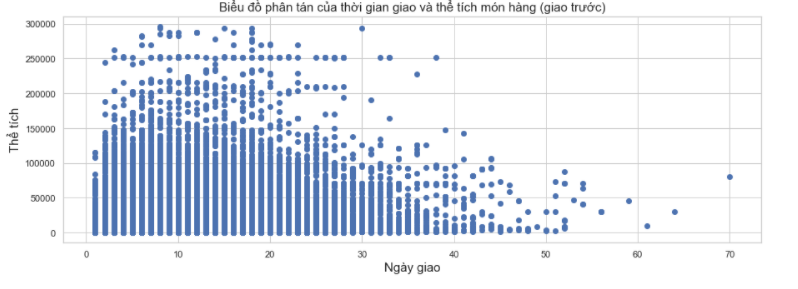 Biểu đồ phân tán của thời gian giao và thể tích món hàng (giao trước)
300000
250000
200000
150000
100000
50000
0
Thể tích
0 10 20 30 40 50 60 70
Ngày giao